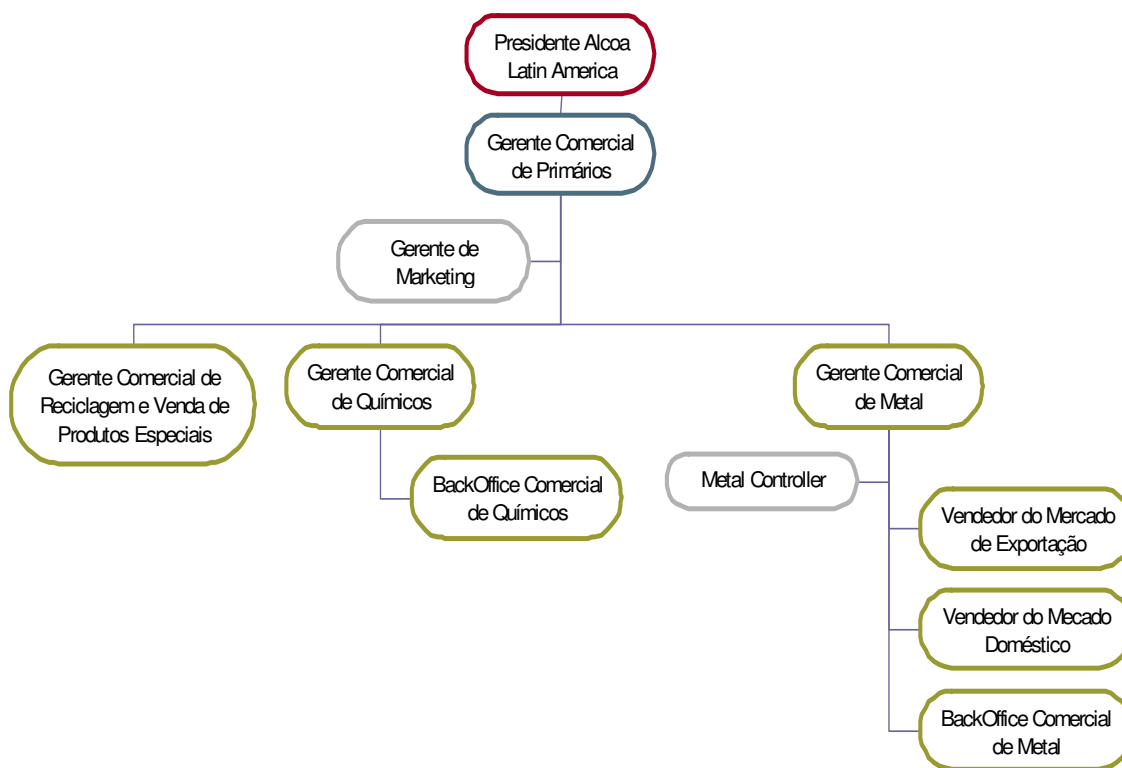 Presidente Alcoa
Latin America
Gerente Comercial
de Primários
Gerente de
Marketing
Gerente Comercial de
Reciclagem e Venda de
Produtos Especiais
Gerente Comercial
de Químicos
Gerente Comercial
de Metal
BackOffice Comercial
de Químicos
Metal Controller
Vendedor do Mercado
de Exportação
Vendedor do Mecado
Doméstico
BackOffice Comercial
de Metal